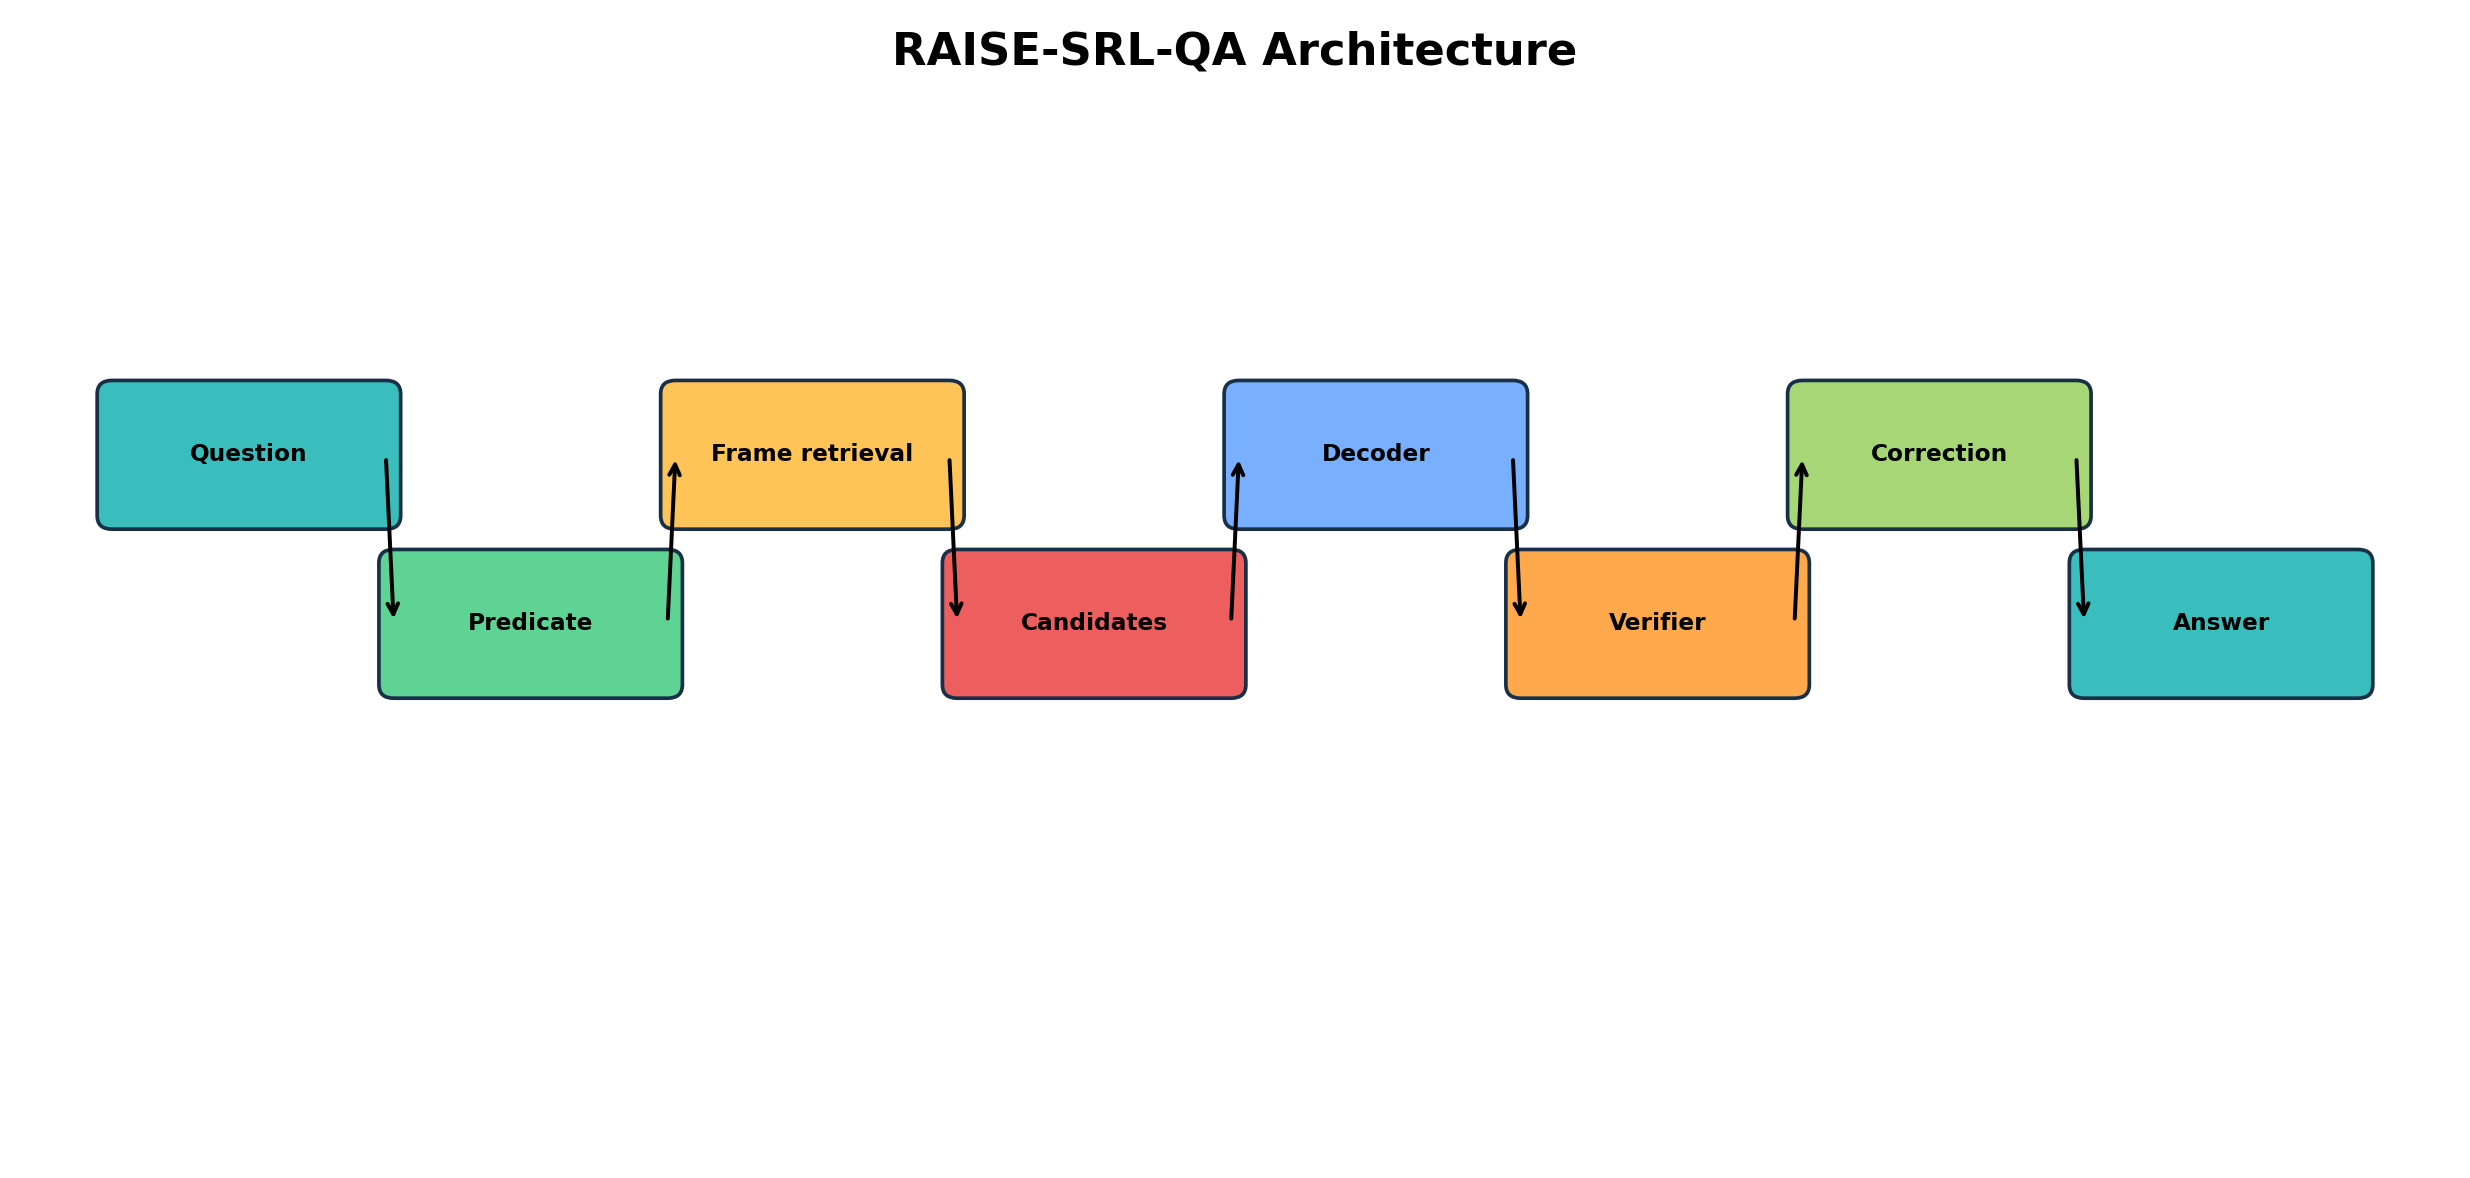 RAISE-SRL-QA Architecture
Question
Predicate
Frame retrieval
Candidates
Decoder
Verifier
Correction
Answer